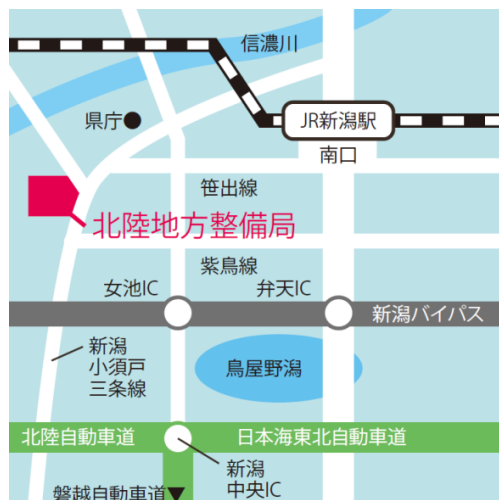 信濃川
県庁
JR新潟駅
南口
笹出線
北陸地方整備局
紫鳥線
女池IC
弁天IC
新潟バイパス
新潟
小須戸
三条線
鳥屋野潟
北陸自動車道
日本海東北自動車道
新潟
中央IC
磐越自動車道